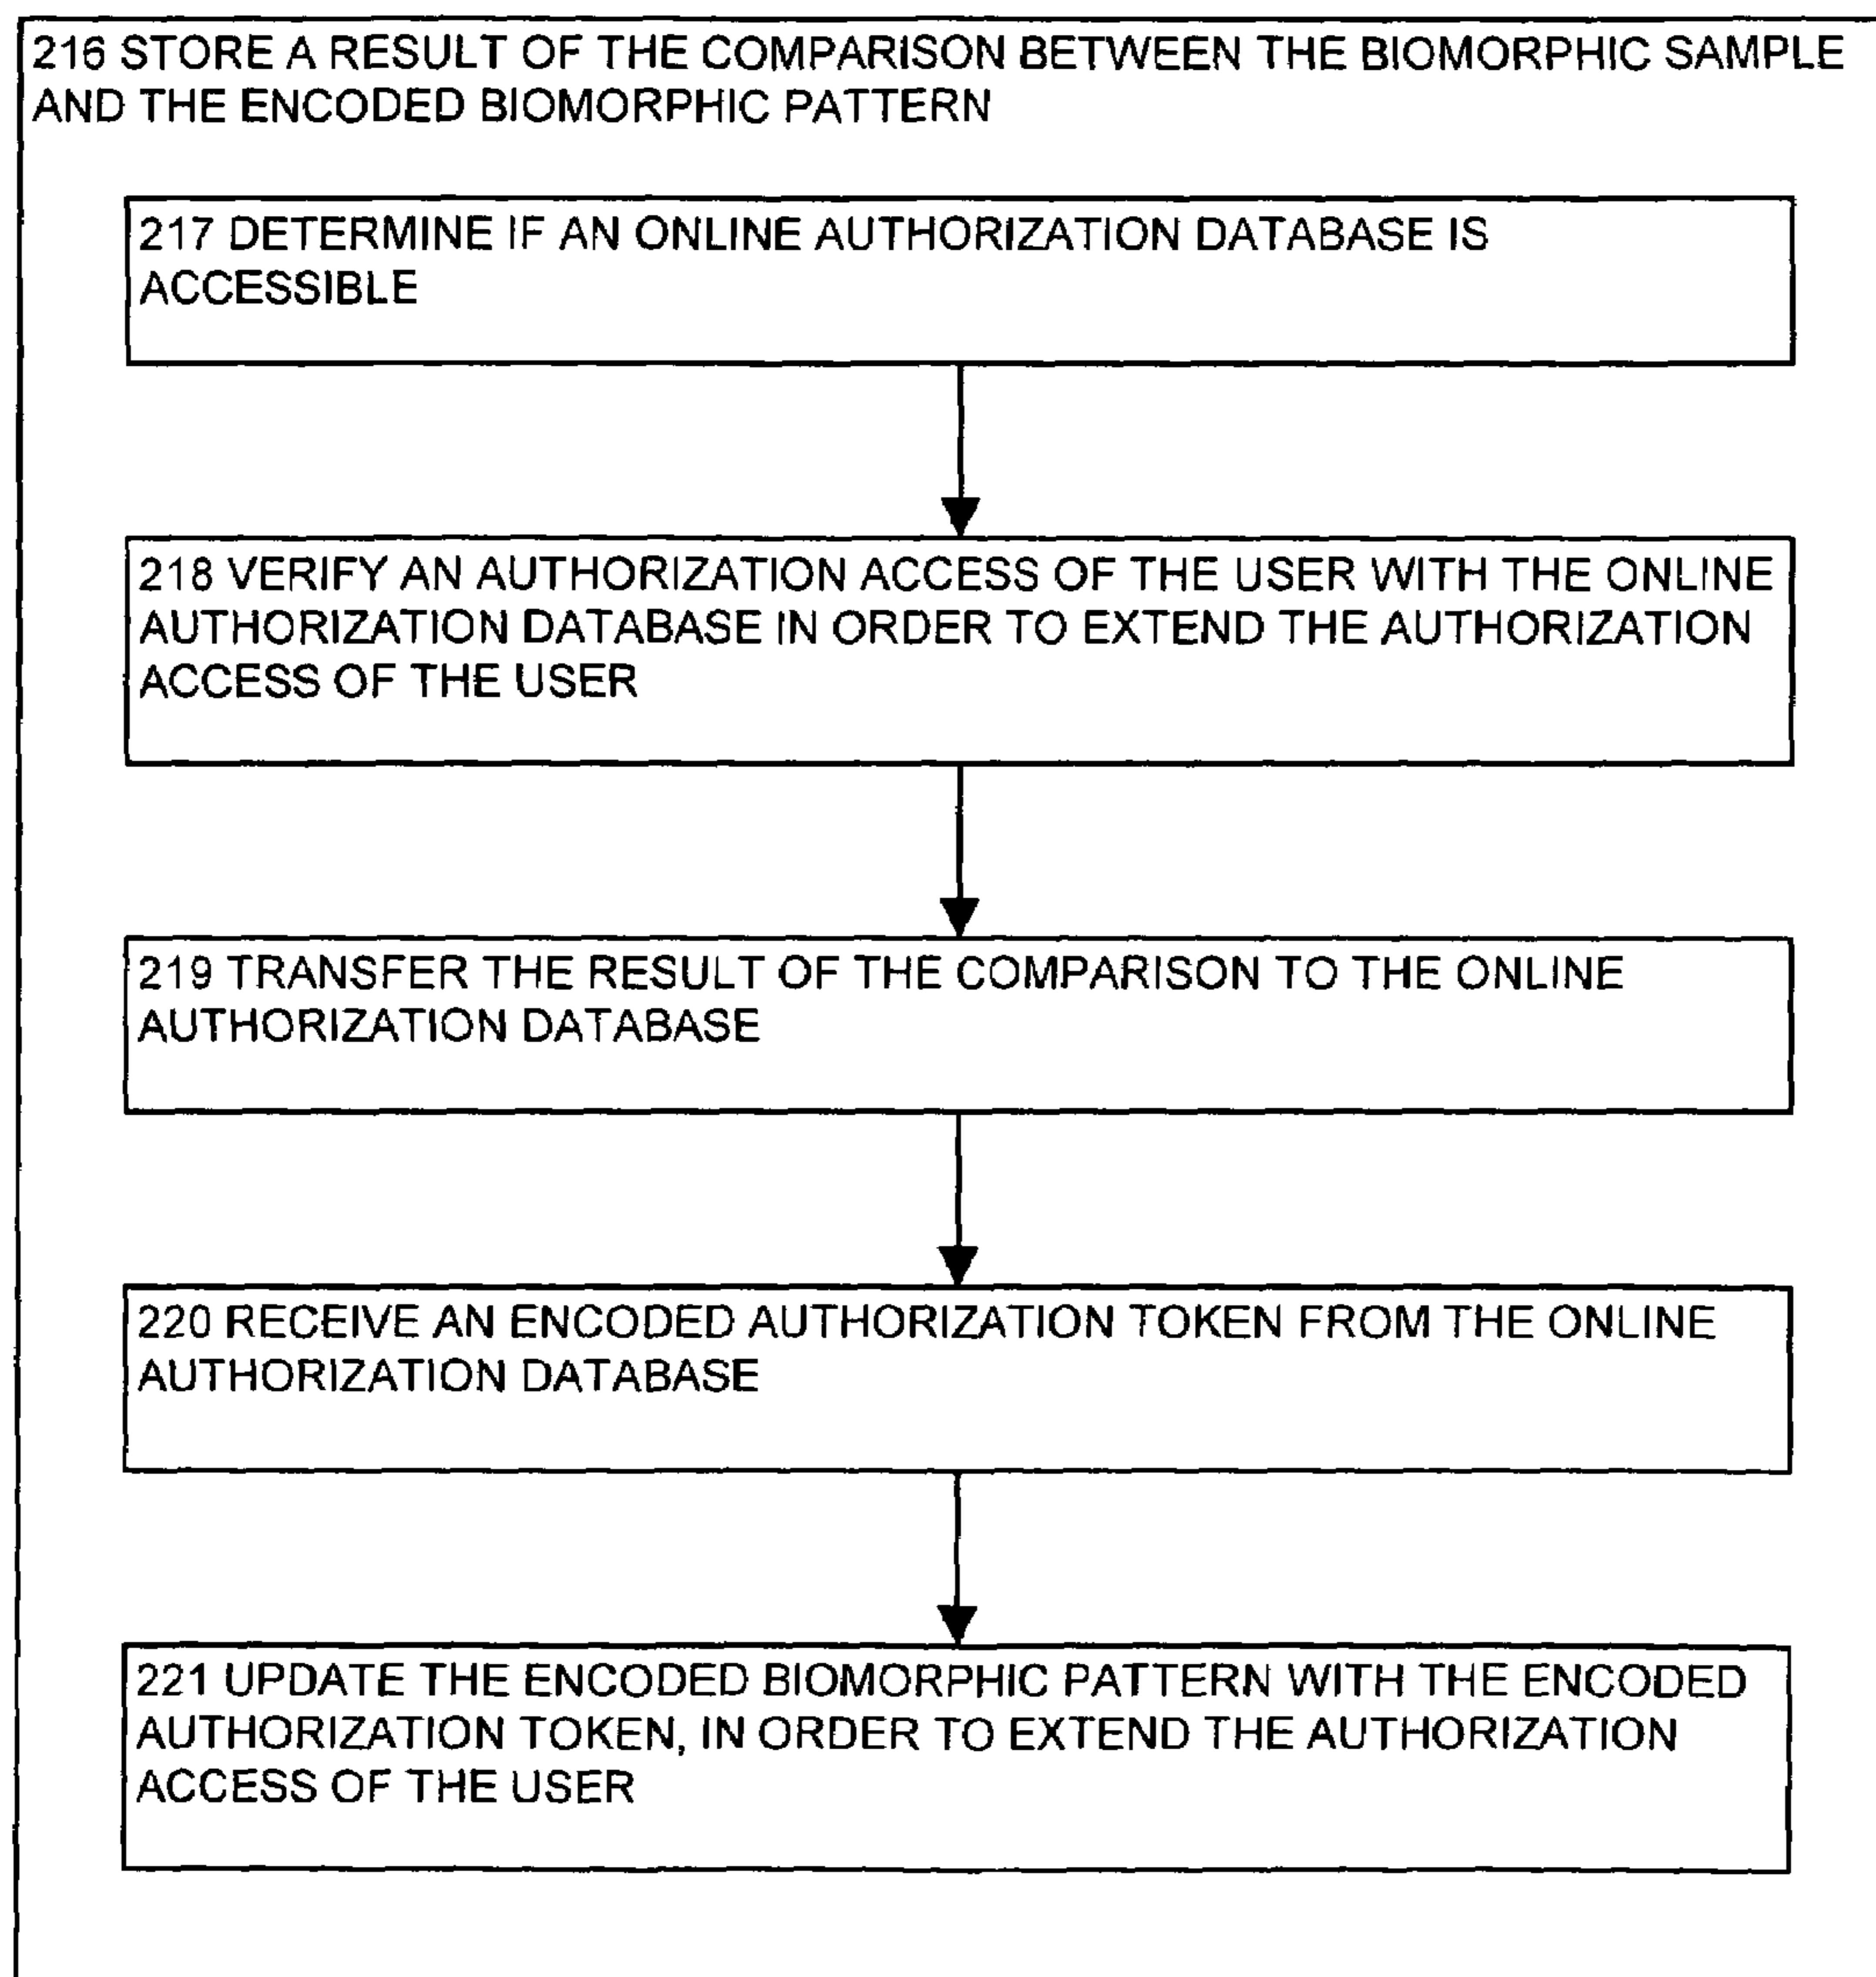 216 STORE A RESULT OF THE COMPARISON BETWEEN THE BIOMORPHIC SAMPLE
AND THE ENCODED BIOMORPHIC PATTERN
217 DETERMINE IF AN ONLINE AUTHORIZATION DATABASE IS
ACCESSIBLE
218 VERIFY AN AUTHORIZATION ACCESS OF THE USER WITH THE ONLINE
AUTHORIZATION DATABASE IN ORDER TO EXTEND THE AUTHORIZATION
ACCESS OF THE USER
219 TRANSFER THE RESULT OF THE COMPARISON TO THE ONLINE
AUTHORIZATION DATABASE
220 RECEIVE AN ENCODED AUTHORIZATION TOKEN FROM THE ONLINE
AUTHORIZATION DATABASE
221 UPDATE THE ENCODED BIOMORPHIC PATTERN WITH THE ENCODED
AUTHORIZATION TOKEN, IN ORDER TO EXTEND THE AUTHORIZATION
ACCESS OF THE USER